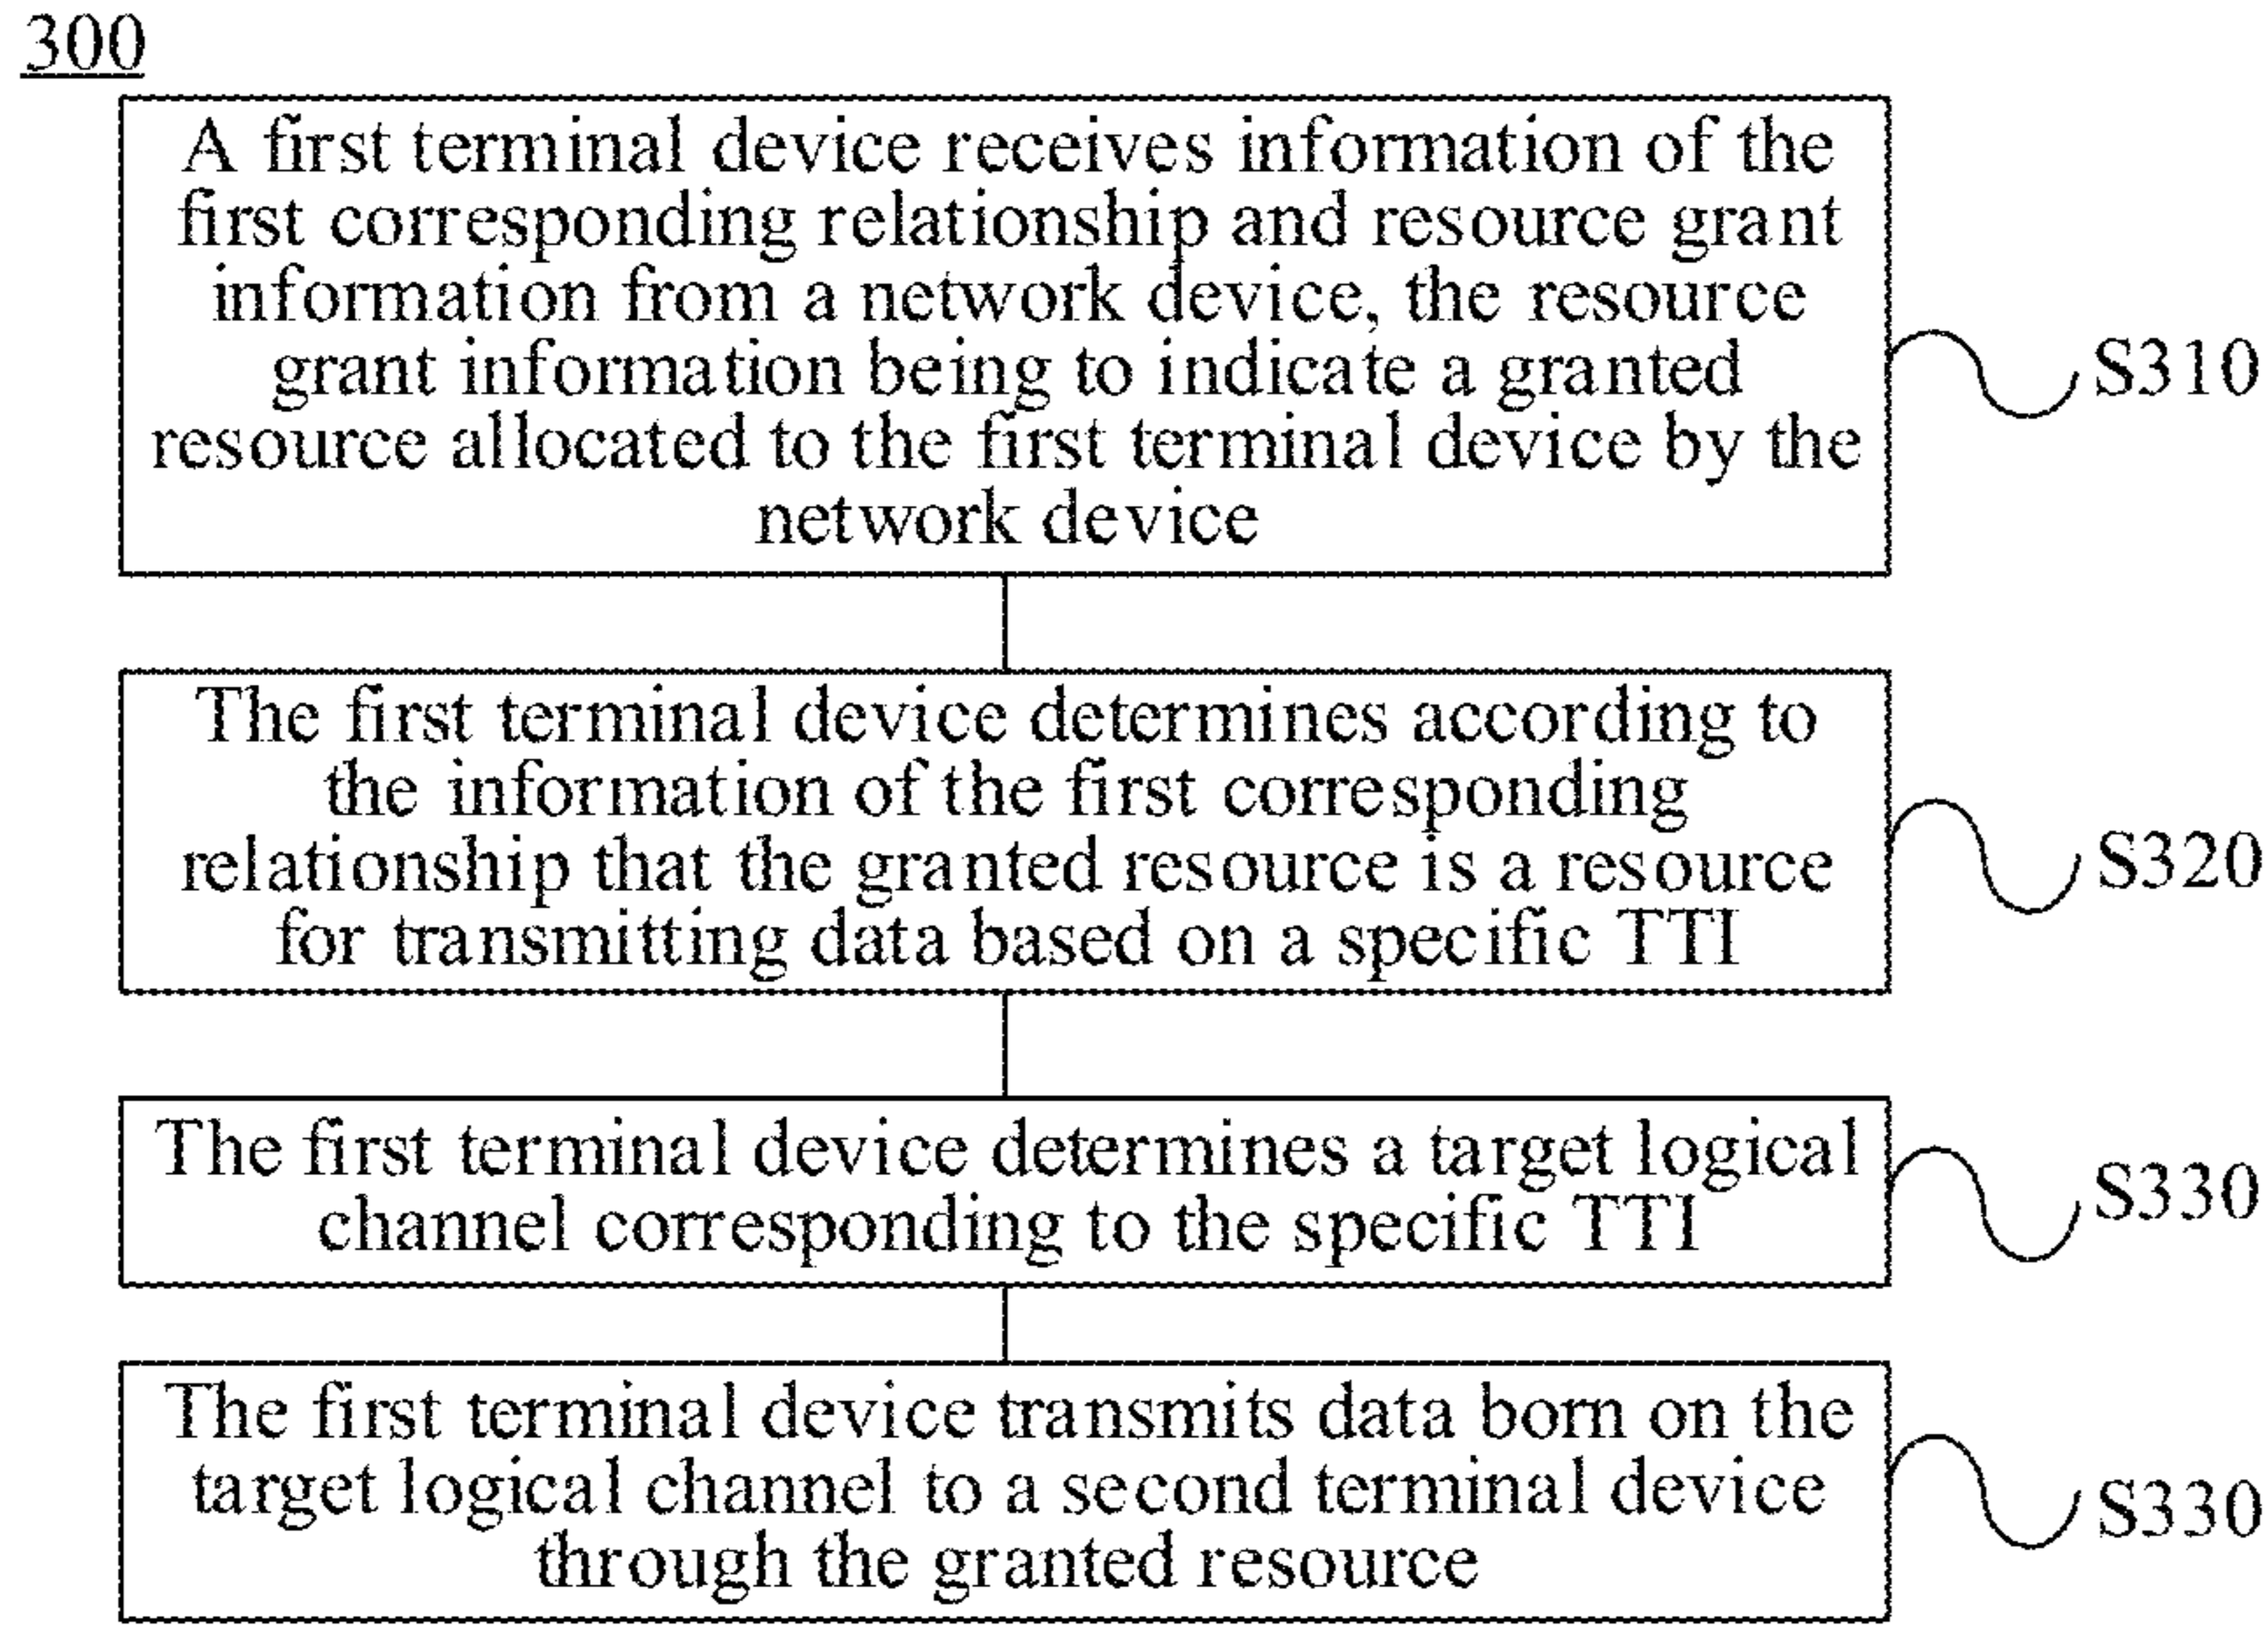 300
A first terminal device receives information of the
first corresponding relationship and resource grant
information from a network device, the resource
grant information being to indicate a granted
resource allocated to the first terminal device by the
network device
S310
The first terminal device determines according to
the information of the first corresponding
relationship that the granted resource is a resource
for transmitting data based on a specific TTI
S320
The first terminal device determines a target logical
channel corresponding to the specific TTI
S330
The first terminal device transmits data born on the
target logical channel to a second terminal device
through the granted resource
S330